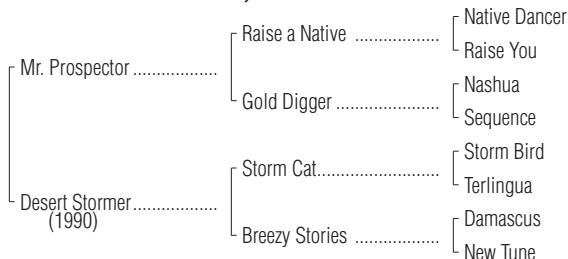 Native Dancer
Raise a Native ..................
Raise You
Mr. Prospector ..................
Nashua
Gold Digger ......................
Sequence
Storm Bird
Storm Cat..........................
Terlingua
Desert Stormer..................
(1990)
Damascus
Breezy Stories ..................
New Tune